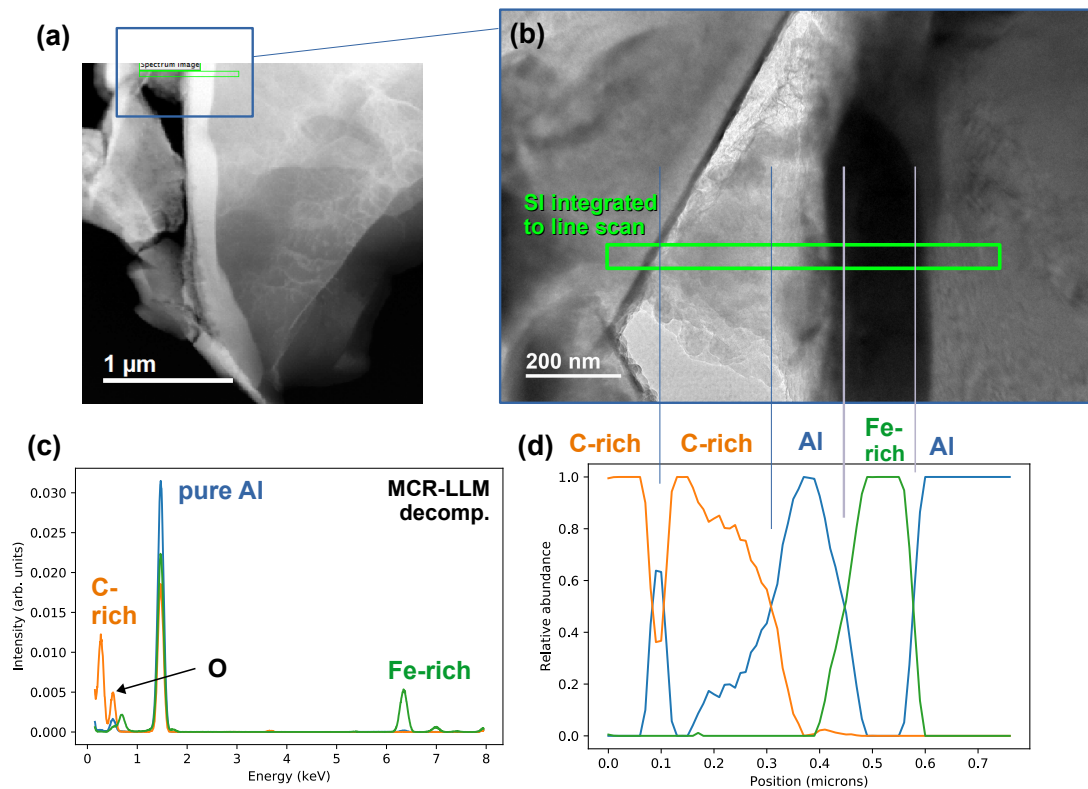 (a)
Spectrum Image
1 µm
(b)
SI integrated
to line scan
200 nm
(c)
pure Al
MCR-LLM
decomp.
C-
rich
O
Fe-rich
Intensity (arb. units)
0.030
0.025
0.020
0.015
0.010
0.005
0.000
0 1 2 3 4 5 6 7 8
Energy (keV)
(d)
C-rich
C-rich
Al
Fe-
rich
Al
Relative abundance
1.0
0.8
0.6
0.4
0.2
0.0
0.0 0.1 0.2 0.3 0.4 0.5 0.6 0.7
Position (microns)